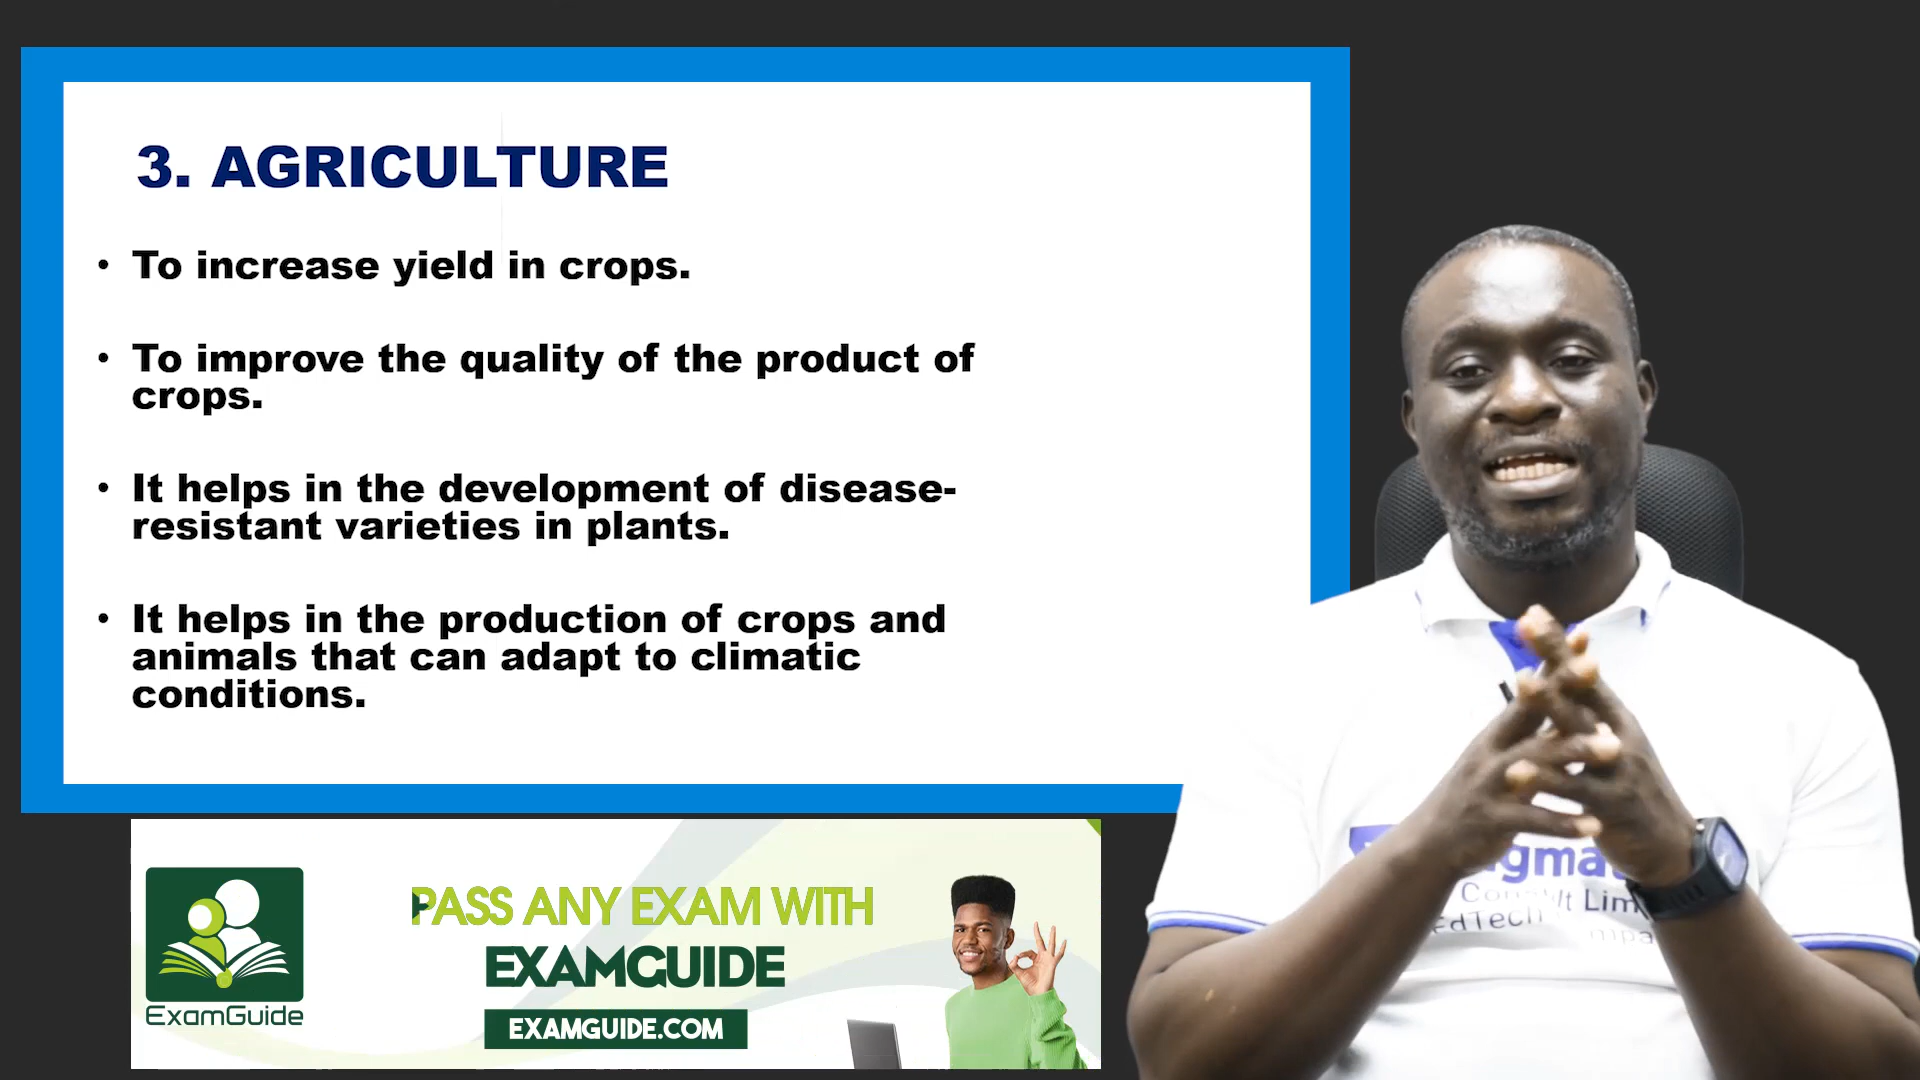 3. AGRICULTURE
• To increase yield in crops.
• To improve the quality of the product of
crops.
• It helps in the development of disease-
resistant varieties in plants.
• It helps in the production of crops and
animals that can adapt to climatic
conditions.
ExamGuide
PASS ANY EXAM WITH
EXAMGUIDE
EXAMGUIDE.COM